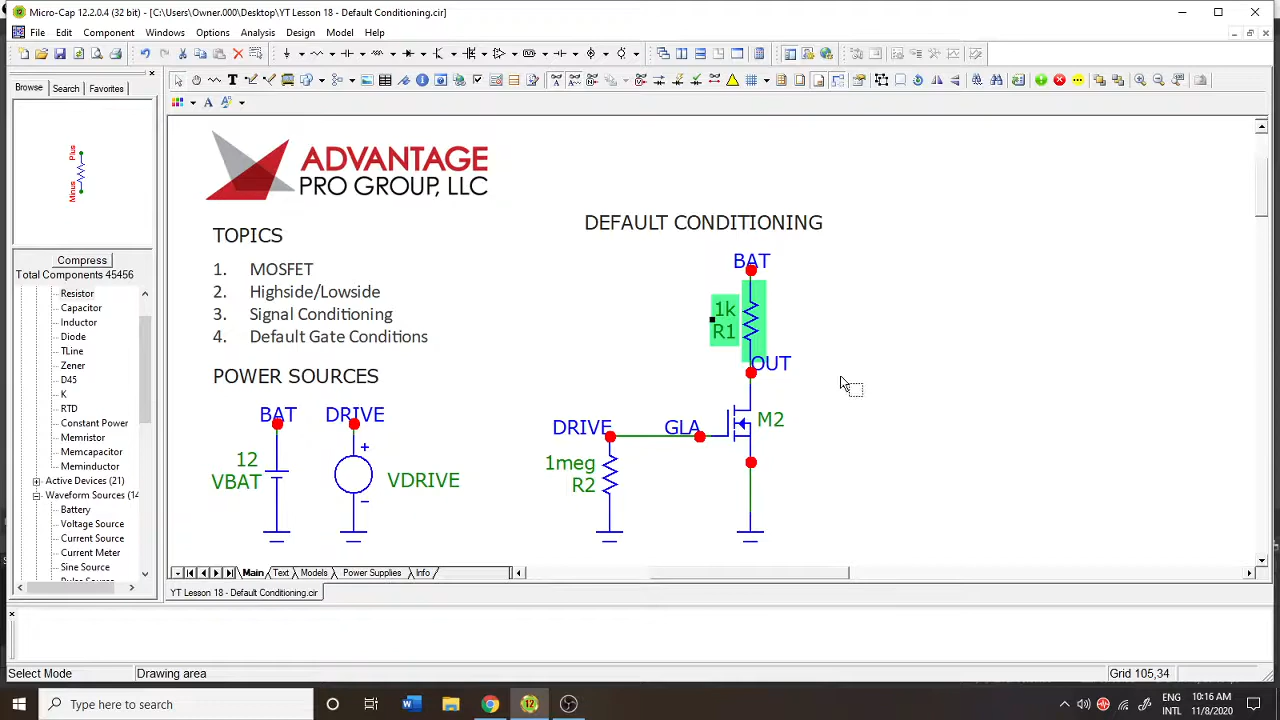 Micro-Cap 12.2.0.4 (32 bit) - [C:\Users\Owner.000\Desktop\YT Lesson 18 - Default Conditioning.cir]
File Edit Component Windows Options Analysis Design Model Help
Browse Search Favorites
Plus
Minus
Compress
Total Components 45456
Resistor
Capacitor
Inductor
Diode
TLine
Zener
D45
K
RTD
Constant Power
Memristor
Memcapacitor
Meminductor
Active Devices (21)
Waveform Sources (14
Battery
Voltage Source
Current Source
Current Meter
Sine Source
ADVANTAGE
PRO GROUP, LLC
TOPICS
1. MOSFET
2. Highside/Lowside
3. Signal Conditioning
4. Default Gate Conditions
POWER SOURCES
BAT DRIVE
12
VBAT
+
VDRIVE
-
DEFAULT CONDITIONING
BAT
1k
R1
OUT
DRIVE GLA M2
1meg
R2
Main Text Models Power Supplies Info
YT Lesson 18 - Default Conditioning.cir
Select Mode Drawing area Grid 105,34
Type here to search
ENG
INTL
10:16 AM
11/8/2020